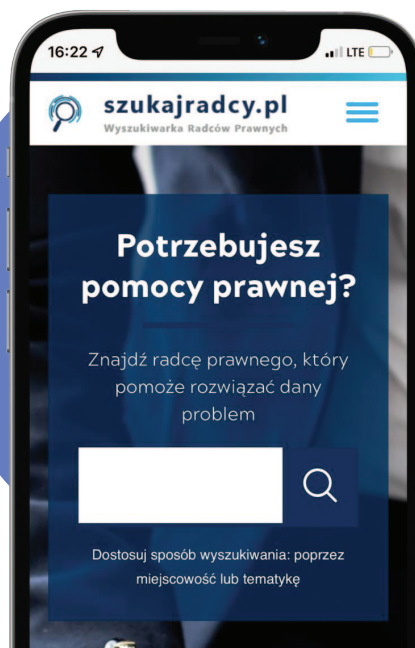 16:22
LTE
szukajradcy.pl
Wyszukiwarka Radców Prawnych
Potrzebujesz
pomocy prawnej?
Znajdź radcę prawnego, który
pomoże rozwiązać dany
problem
Dostosuj sposób wyszukiwania: poprzez
miejscowość lub tematykę